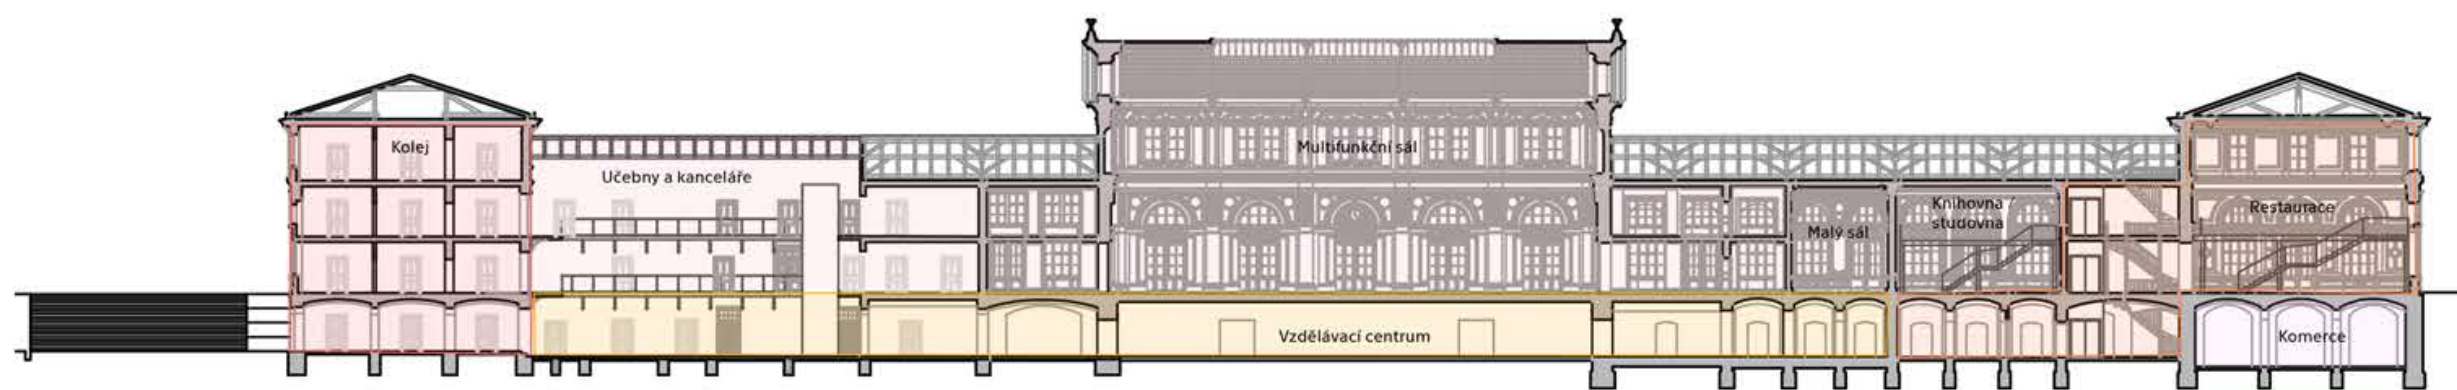 Kolej
Učebny a kanceláře
Multifunkční sál
Malý sál
Knihovna /
studovna
Restaurace
Vzdělávací centrum
Komerce